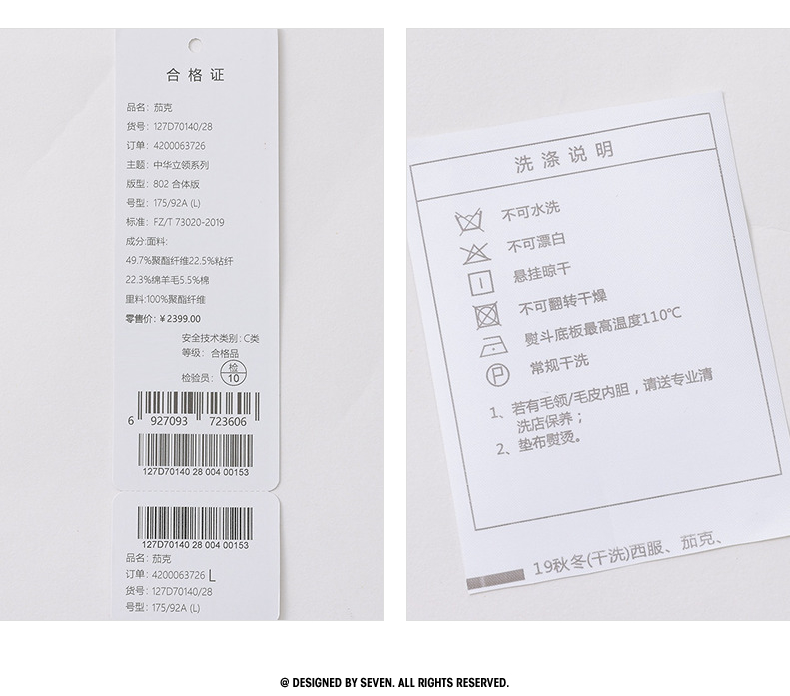 合格证
品名：茄克
货号：127D70140/28
订单：4200063726
主题：中华立领系列
版型：802 合体版
号型：175/92A (L)
标准：FZ/T 73020-2019
成分:面料:
49.7%聚酯纤维22.5%粘纤
22.3%绵羊毛5.5%棉
里料:100%聚酯纤维
零售价：¥2399.00
安全技术类别：C类
等级：合格品
检验员：检 10
6 927093 723606
127D70140 28 004 00153
127D70140 28 004 00153
品名：茄克
订单：4200063726 L
货号：127D70140/28
号型：175/92A (L)
洗涤说明
不可水洗
不可漂白
悬挂晾干
不可翻转干燥
熨斗底板最高温度110℃
P 常规干洗
1、若有毛领/毛皮内胆，请送专业清
洗店保养；
2、垫布熨烫。
19秋冬(干洗)西服、茄克、
@ DESIGNED BY SEVEN. ALL RIGHTS RESERVED.